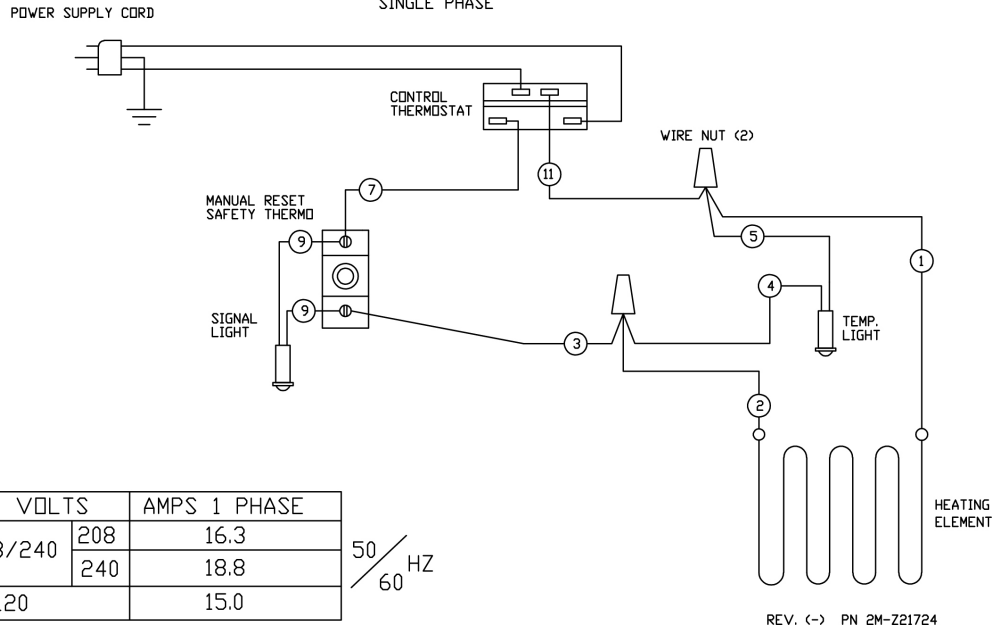 SINGLE PHASE
POWER SUPPLY CORD
CONTROL
THERMOSTAT
WIRE NUT (2)
11
7
MANUAL RESET
SAFETY THERMO
9
5
1
4
9
SIGNAL
LIGHT
TEMP.
LIGHT
3
2
HEATING
ELEMENT
VOLTS AMPS 1 PHASE
/240 208 16.3
240 18.8
50/60 HZ
20 15.0
REV. (-) PN 2M-Z21724